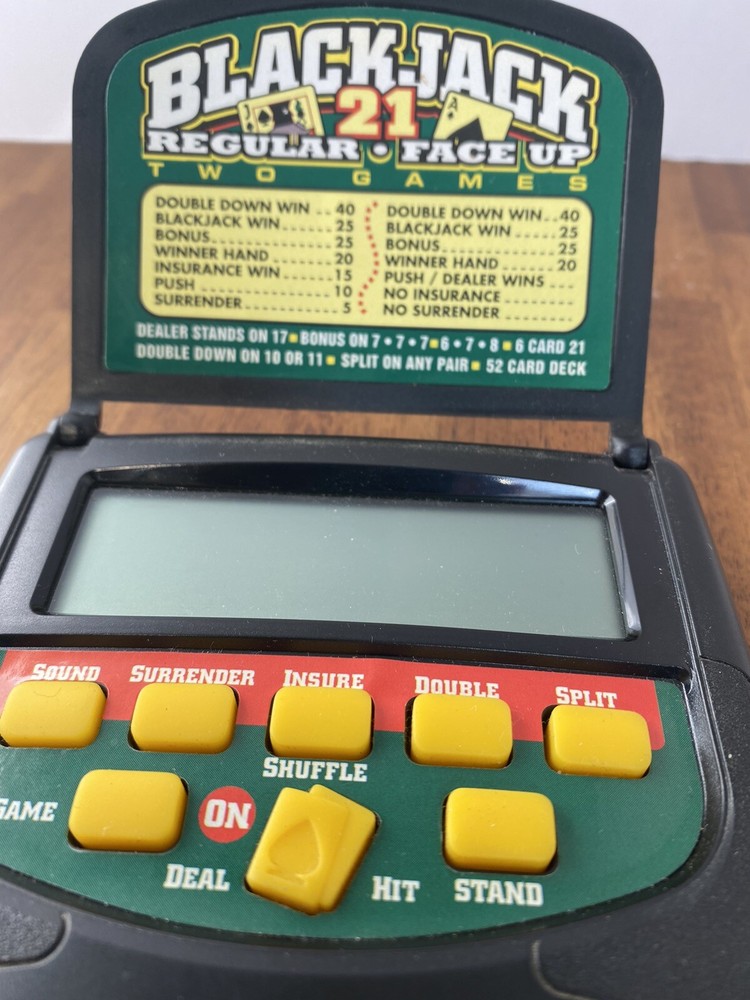 BLACKJACK
21
REGULAR • FACE UP
TWO GAMES
DOUBLE DOWN WIN .. 40
BLACKJACK WIN ....... 25
BONUS ..................... 25
WINNER HAND ........ 20
INSURANCE WIN ...... 15
PUSH ....................... 10
SURRENDER .............. 5
DOUBLE DOWN WIN .. 40
BLACKJACK WIN ....... 25
BONUS ..................... 25
WINNER HAND ........ 20
PUSH / DEALER WINS ...
NO INSURANCE ...........
NO SURRENDER ...........
DEALER STANDS ON 17 ■ BONUS ON 7 • 7 • 7 ■ 6 • 7 • 8 ■ 6 CARD 21
DOUBLE DOWN ON 10 OR 11 ■ SPLIT ON ANY PAIR ■ 52 CARD DECK
SOUND SURRENDER INSURE DOUBLE SPLIT
SHUFFLE
GAME ON
DEAL HIT STAND